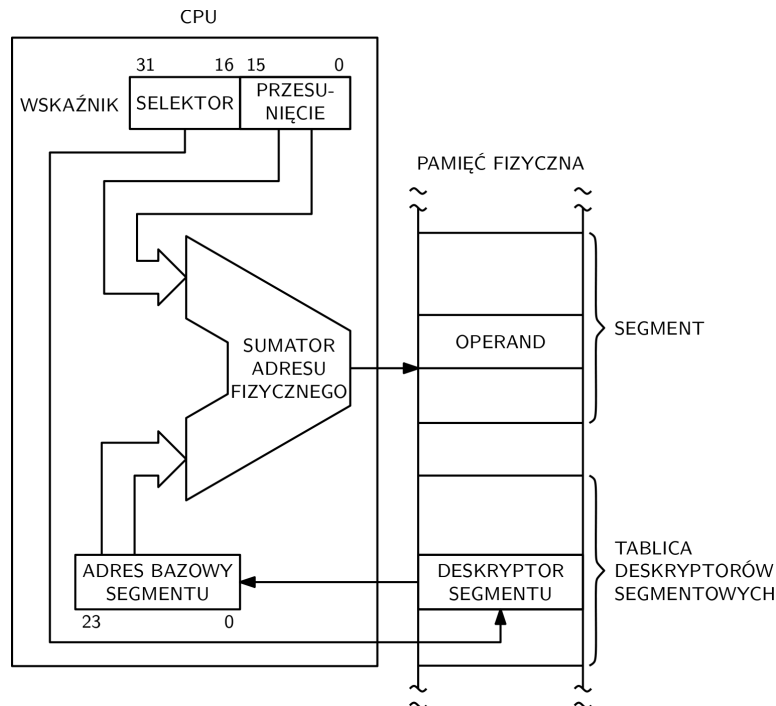 CPU
31 16 15 0
WSKAŹNIK
SELEKTOR
PRZESU-
NIĘCIE
PAMIĘĆ FIZYCZNA
SUMATOR
ADRESU
FIZYCZNEGO
OPERAND
SEGMENT
ADRES BAZOWY
SEGMENTU
23 0
DESKRYPTOR
SEGMENTU
TABLICA
DESKRYPTORÓW
SEGMENTOWYCH